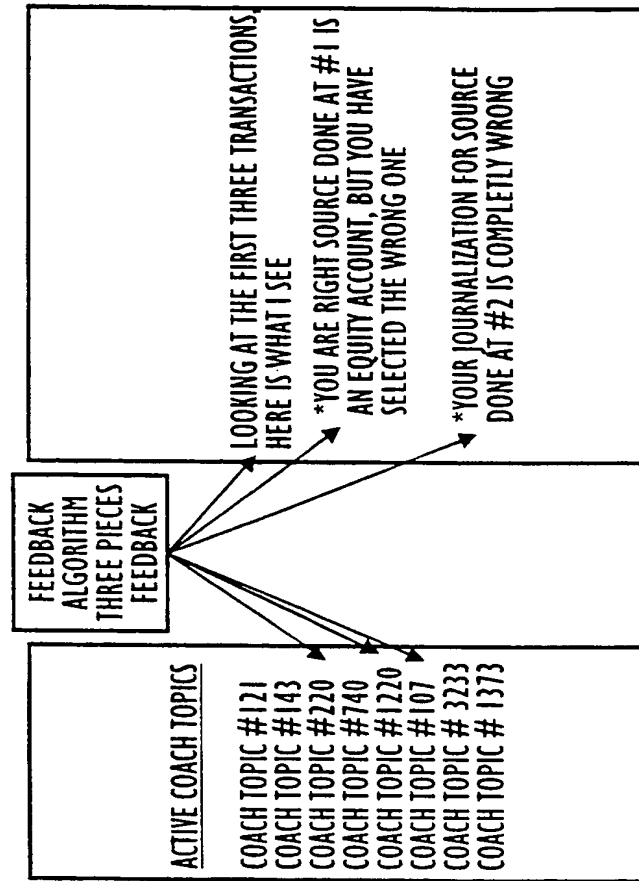 FEEDBACK
ALGORITHM
THREE PIECES
FEEDBACK
ACTIVE COACH TOPICS
COACH TOPIC #121
COACH TOPIC #143
COACH TOPIC #220
COACH TOPIC #740
COACH TOPIC #1220
COACH TOPIC #107
COACH TOPIC # 3233
COACH TOPIC # 1373
LOOKING AT THE FIRST THREE TRANSACTIONS,
HERE IS WHAT I SEE
*YOU ARE RIGHT SOURCE DONE AT #1 IS
AN EQUITY ACCOUNT, BUT YOU HAVE
SELECTED THE WRONG ONE
*YOUR JOURNALIZATION FOR SOURCE
DONE AT #2 IS COMPLETLY WRONG